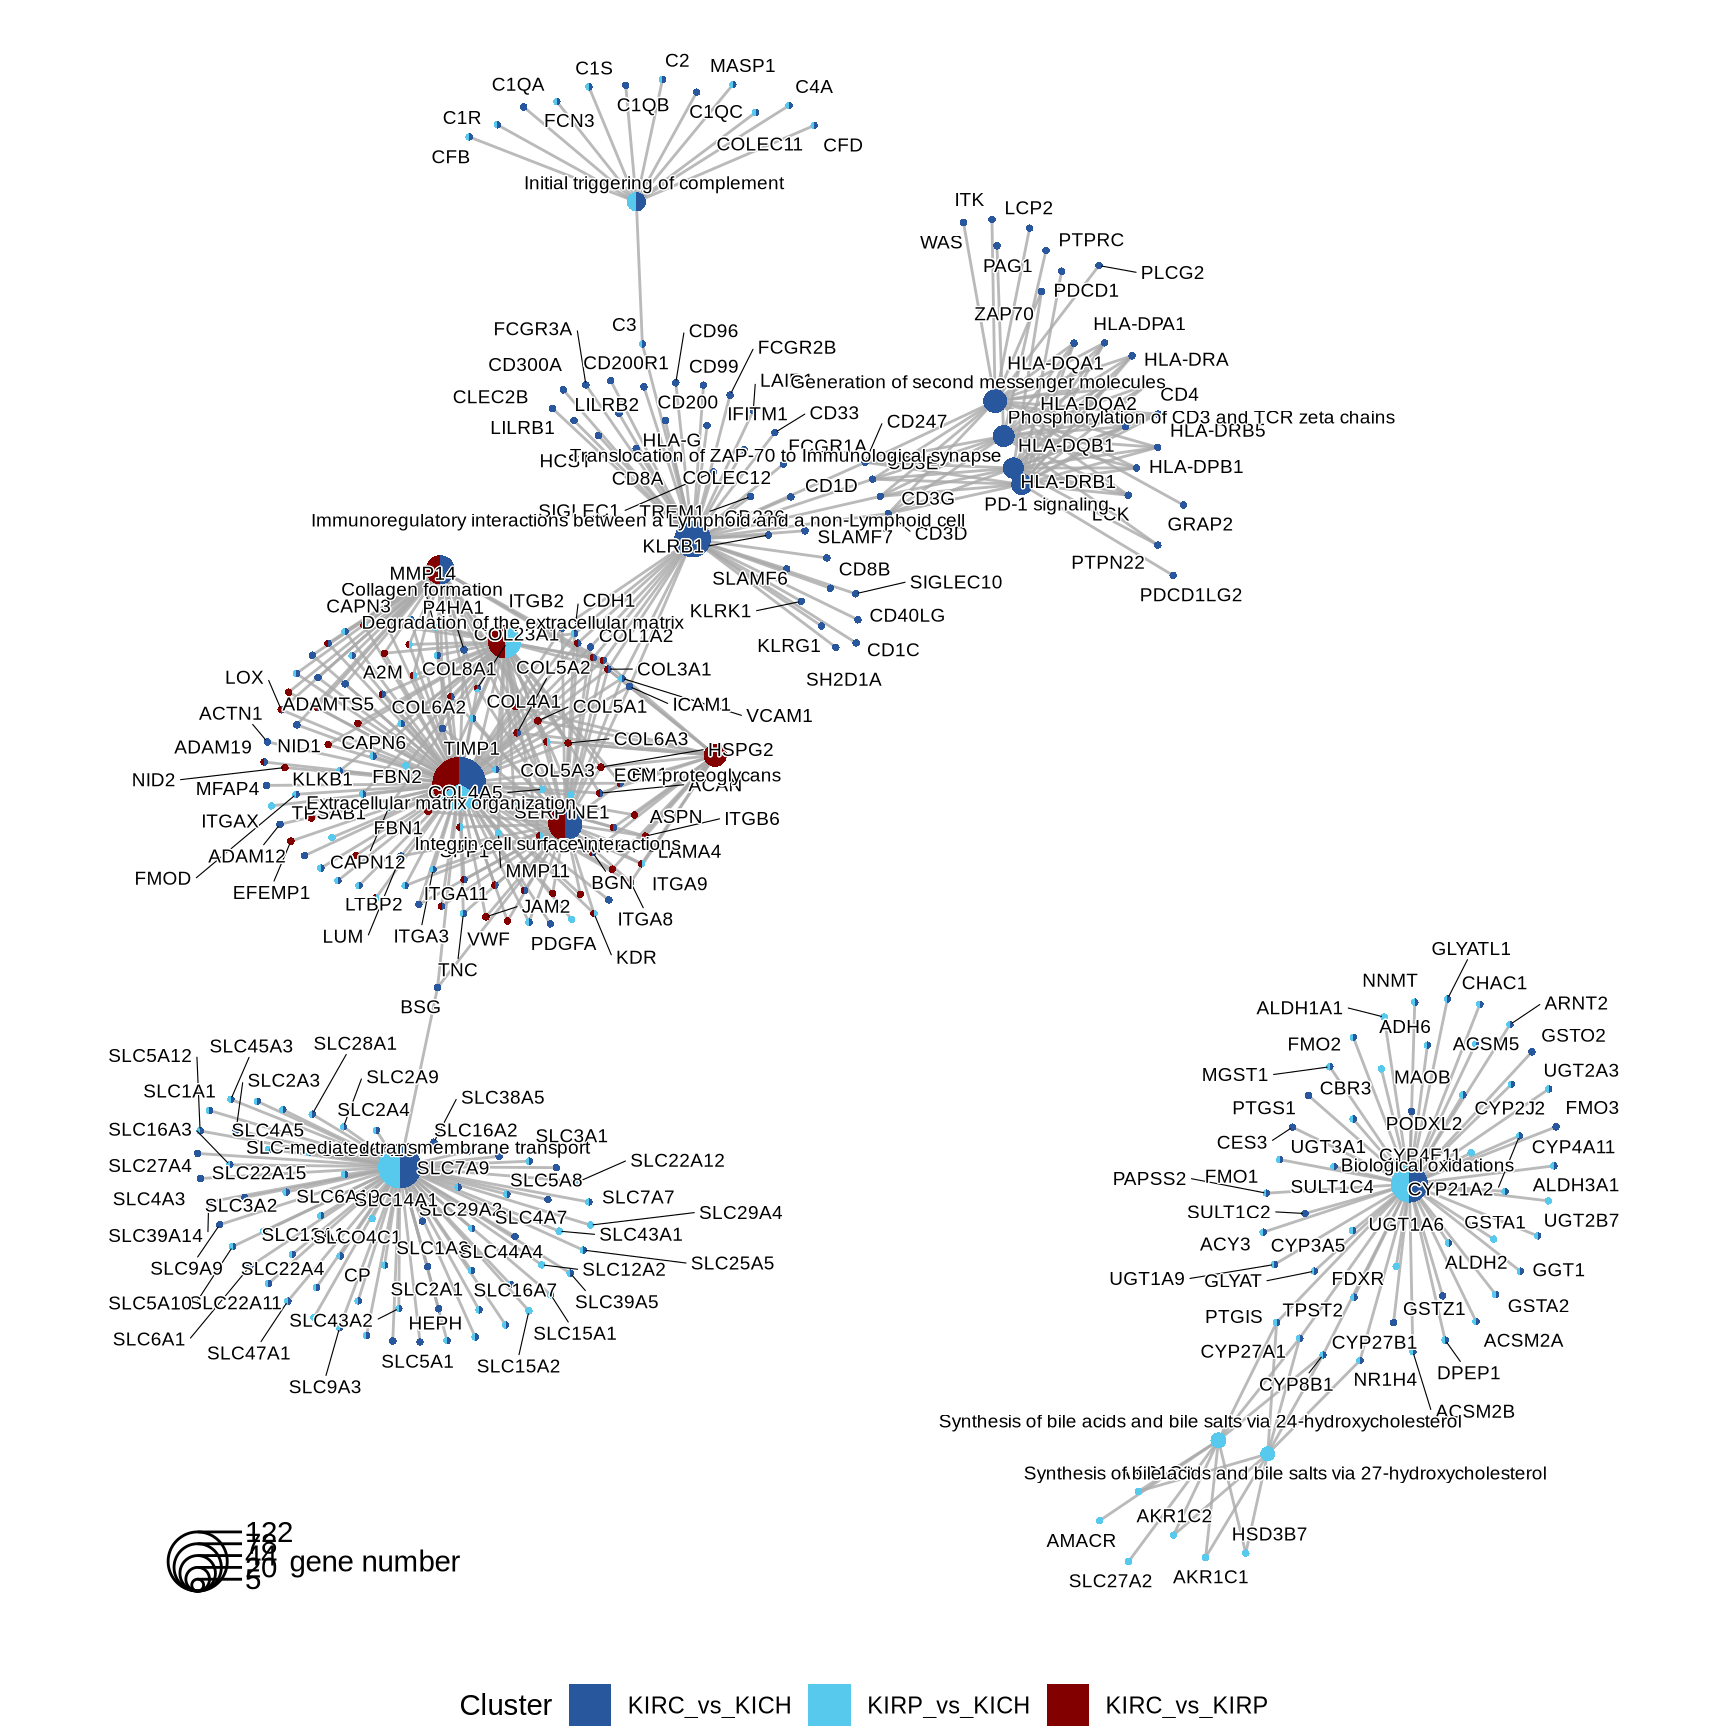 C2
C1S
MASP1
C1QA
C4A
C1QB
C1QC
C1R
FCN3
COLEC11
CFD
CFB
Initial triggering of complement
ITK
LCP2
WAS
PTPRC
PAG1
PLCG2
PDCD1
ZAP70
HLA-DPA1
FCGR3A
C3
CD96
FCGR2B
CD300A
CD200R1
CD99
HLA-DQA1
HLA-DRA
Generation of second messenger molecules
CLEC2B
LILRB2
CD200
IFITM1
CD33
CD4
HLA-DQA2
Phosphorylation of CD3 and TCR zeta chains
CD247
LILRB1
HLA-G
FCGR1A
HLA-DQB1
HLA-DRB5
Translocation of ZAP-70 to Immunological synapse
HLA-DPB1
CD8A
COLEC12
CD1D
HLA-DRB1
CD3G
PD-1 signaling
LCK
SIGLEC1
TREM1
Immunoregulatory interactions between a Lymphoid and a non-Lymphoid cell
GRAP2
KLRB1
SLAMF7
CD3D
PTPN22
MMP14
SLAMF6
CD8B
SIGLEC10
PDCD1LG2
Collagen formation
CAPN3
P4HA1
ITGB2
CDH1
KLRK1
CD40LG
Degradation of the extracellular matrix
COL23A1
COL1A2
KLRG1
CD1C
LOX
A2M
COL8A1
COL5A2
COL3A1
SH2D1A
ACTN1
ADAMTS5
COL6A2
COL4A1
COL5A1
ICAM1
VCAM1
ADAM19
NID1
CAPN6
TIMP1
COL6A3
HSPG2
NID2
MFAP4
KLKB1
FBN2
COL5A3
ECM proteoglycans
COL4A5
ACAN
Extracellular matrix organization
SERPINE1
ITGAX
TPSAB1
FBN1
ASPN
ITGB6
Integrin cell surface interactions
ADAM12
CAPN12
LAMA4
FMOD
EFEMP1
MMP11
BGN
ITGA9
LTBP2
ITGA11
JAM2
ITGA8
LUM
ITGA3
VWF
PDGFA
KDR
TNC
BSG
GLYATL1
NNMT
CHAC1
ALDH1A1
ARNT2
ADH6
FMO2
ACSM5
GSTO2
MGST1
CBR3
MAOB
UGT2A3
PTGS1
CYP2J2
FMO3
PODXL2
CES3
UGT3A1
CYP4F11
CYP4A11
Biological oxidations
PAPSS2
FMO1
SULT1C4
CYP21A2
ALDH3A1
SULT1C2
UGT1A6
GSTA1
UGT2B7
ACY3
CYP3A5
ALDH2
GGT1
UGT1A9
GLYAT
FDXR
GSTA2
PTGIS
TPST2
GSTZ1
CYP27A1
CYP27B1
ACSM2A
CYP8B1
NR1H4
DPEP1
ACSM2B
SLC5A12
SLC45A3
SLC28A1
SLC1A1
SLC2A3
SLC2A9
SLC38A5
SLC2A4
SLC16A3
SLC4A5
SLC16A2
SLC3A1
SLC-mediated transmembrane transport
SLC27A4
SLC22A15
SLC7A9
SLC5A8
SLC22A12
SLC4A3
SLC3A2
SLC14A1
SLC7A7
SLC29A2
SLC4A7
SLC29A4
SLC39A14
SLCO4C1
SLC43A1
SLC44A4
SLC9A9
SLC22A4
CP
SLC12A2
SLC25A5
SLC5A10
SLC22A11
SLC2A1
SLC16A7
SLC39A5
SLC6A1
SLC43A2
HEPH
SLC15A1
SLC47A1
SLC5A1
SLC15A2
SLC9A3
Synthesis of bile acids and bile salts via 24-hydroxycholesterol
Synthesis of bile acids and bile salts via 27-hydroxycholesterol
AKR1C2
AMACR
HSD3B7
SLC27A2
AKR1C1
122
20
5
gene number
Cluster KIRC_vs_KICH KIRP_vs_KICH KIRC_vs_KIRP